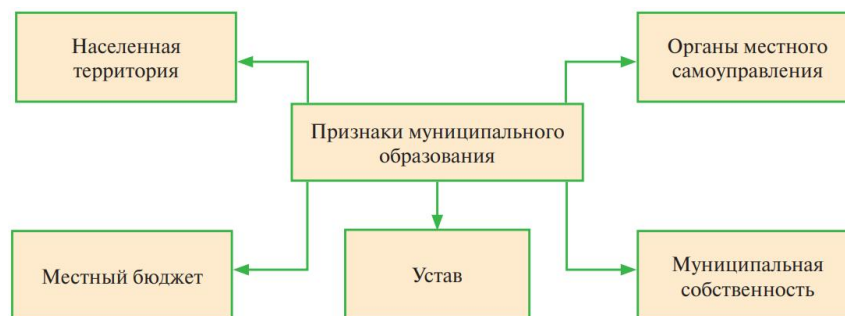 Населенная
территория
Органы местного
самоуправления
Признаки муниципального
образования
Местный бюджет
Устав
Муниципальная
собственность